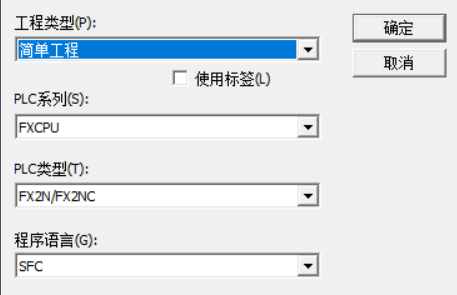 工程类型(P):
确定
简单工程
取消
使用标签(L)
PLC系列(S):
FXCPU
PLC类型(T):
FX2N/FX2NC
程序语言(G):
SFC